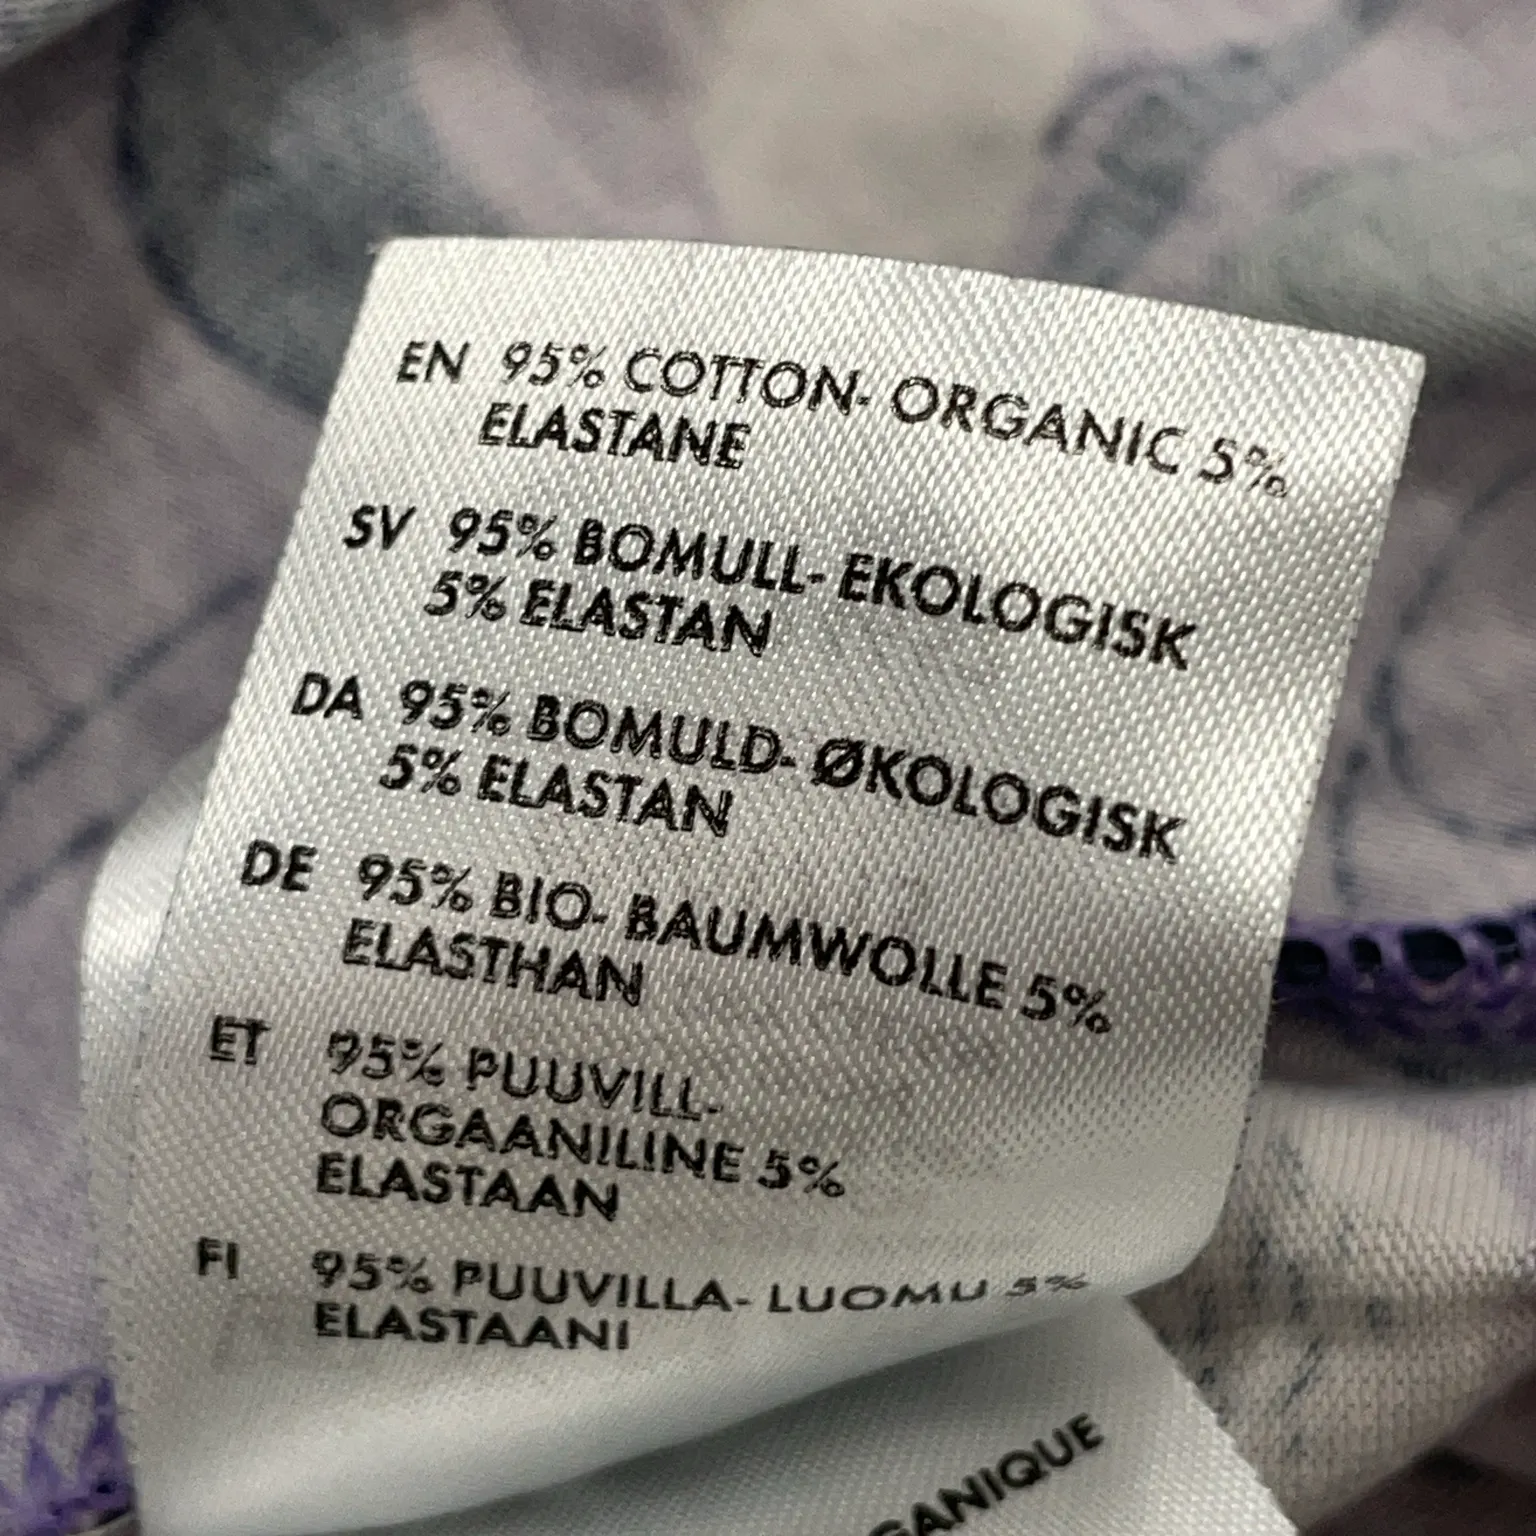 EN 95% COTTON- ORGANIC 5%
ELASTANE
SV 95% BOMULL- EKOLOGISK
5% ELASTAN
DA 95% BOMULD- ØKOLOGISK
5% ELASTAN
DE 95% BIO- BAUMWOLLE 5%
ELASTHAN
ET 95% PUUVILL-
ORGAANILINE 5%
ELASTAAN
FI 95% PUUVILLA- LUOMU 5%
ELASTAANI